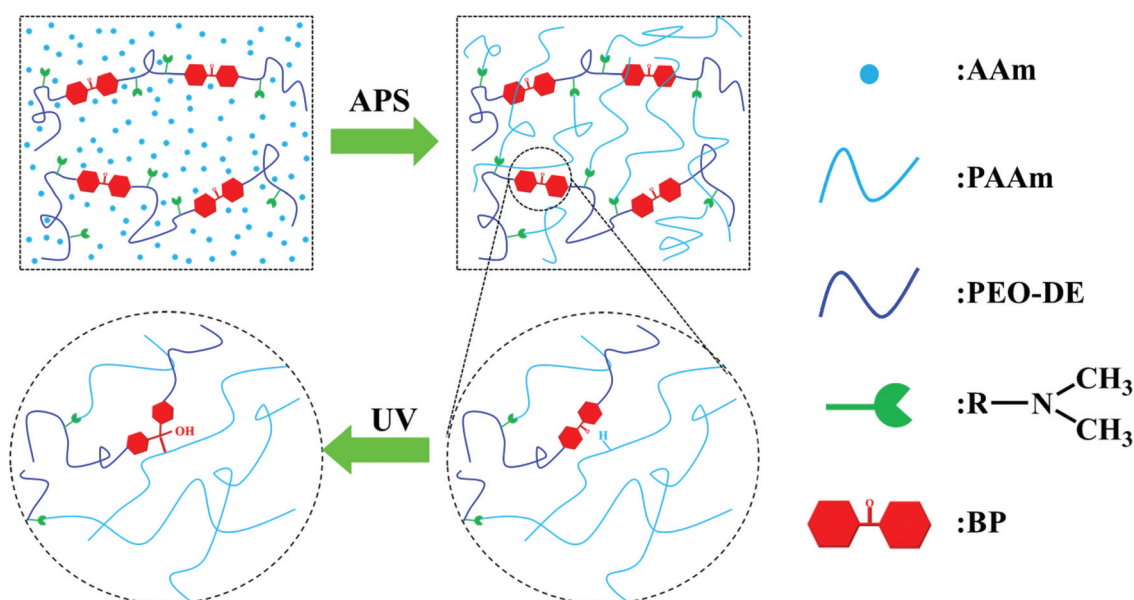 APS
UV
OH
H
:AAm
:PAAm
:PEO-DE
:R—N
CH3
CH3
O
:BP